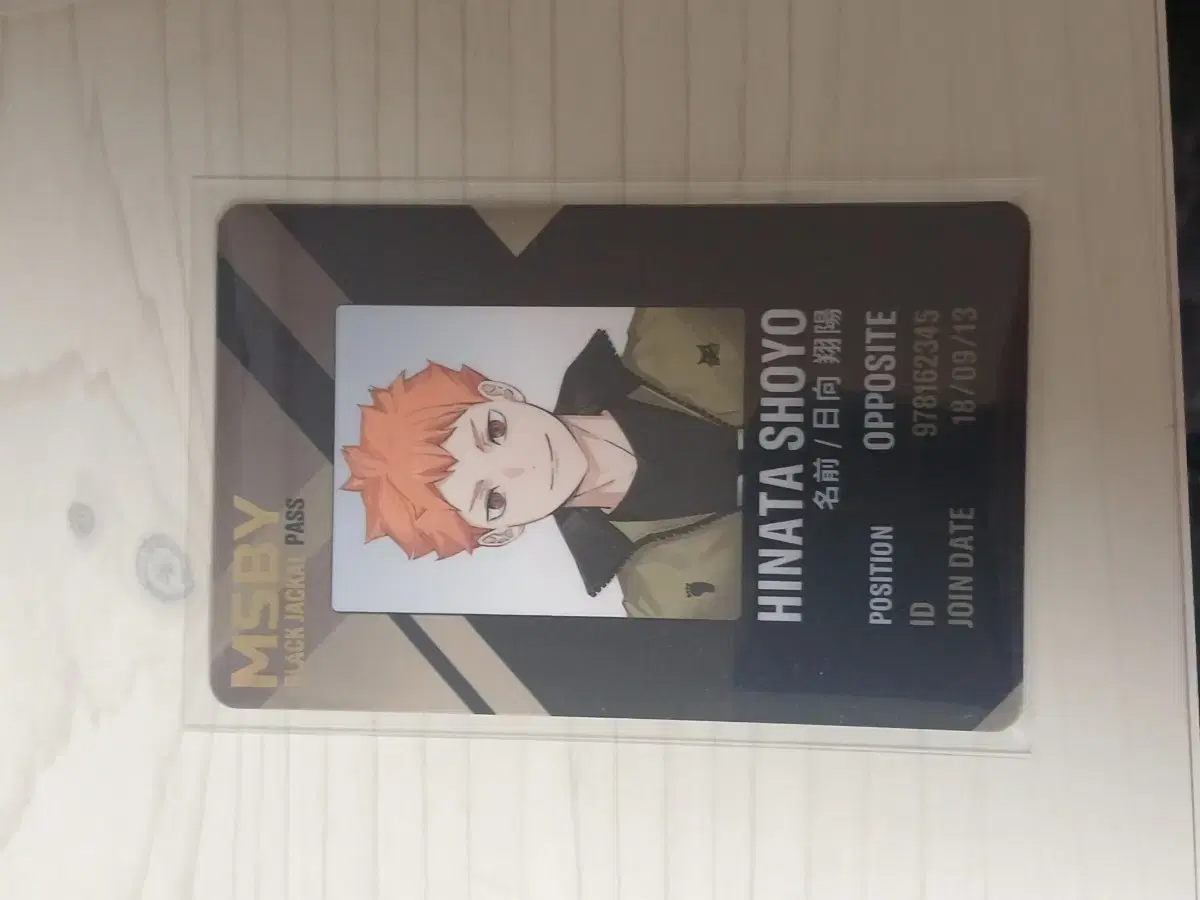 MSBY
BLACK JACKAL PASS
HINATA SHOYO
名前 / 日向 翔陽
POSITION OPPOSITE
ID 978162345
JOIN DATE 18/09/13